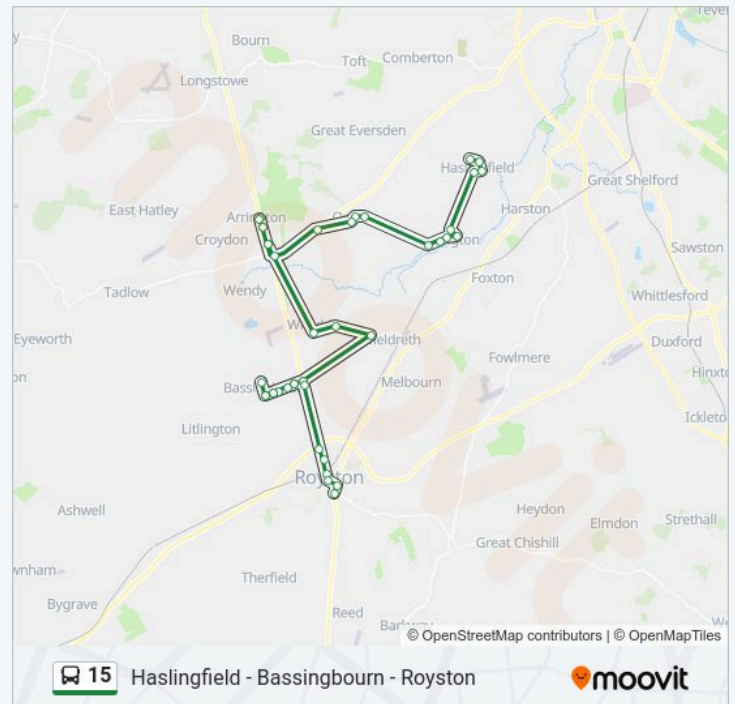 Bourn
Toft
Comberton
Longstowe
Great Eversden
Great Shelford
East Hatley
Harston
Croydon
Sawston
Foxton
Tadlow
Wendy
Whittlesford
Eyeworth
Duxford
Fowlmere
Melbourn
Litlington
Royston
Ashwell
Heydon
Elmdon
Strethall
Great Chishill
Therfield
Bygrave
Reed
© OpenStreetMap contributors | © OpenMapTiles
15 Haslingfield - Bassingbourn - Royston
moovit